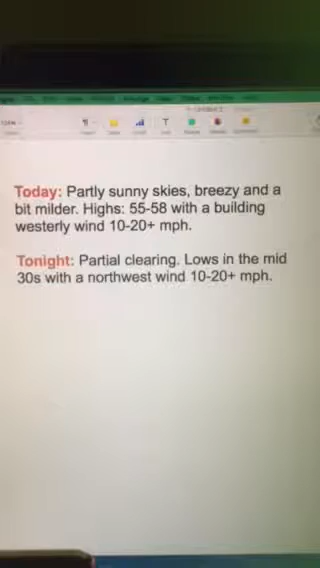 Today: Partly sunny skies, breezy and a
bit milder. Highs: 55-58 with a building
westerly wind 10-20+ mph.
Tonight: Partial clearing. Lows in the mid
30s with a northwest wind 10-20+ mph.